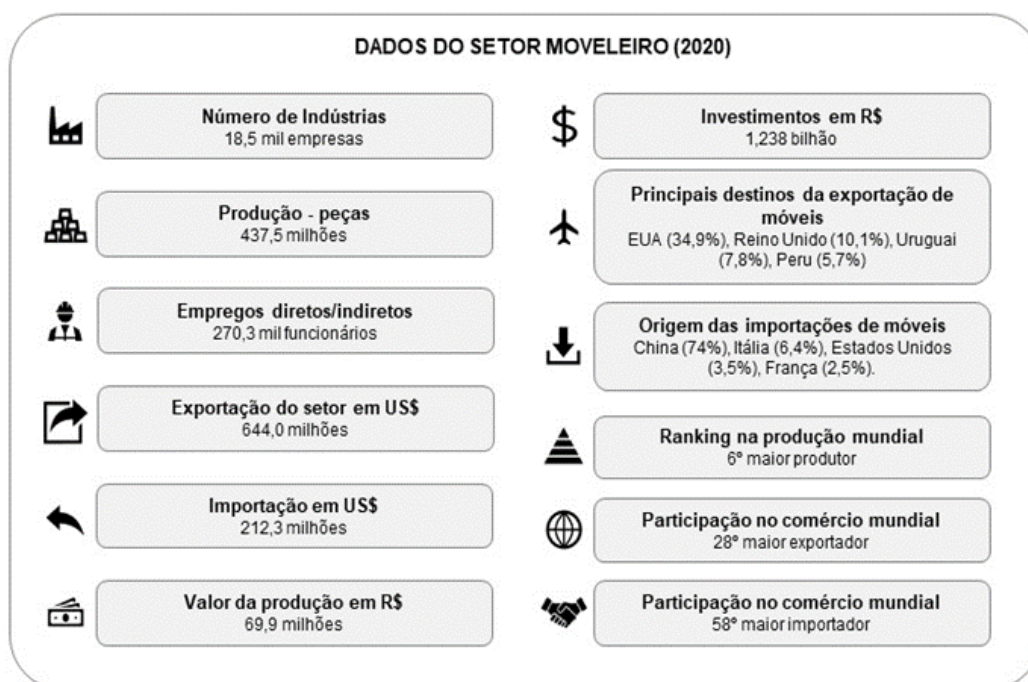 DADOS DO SETOR MOVELEIRO (2020)
Número de Indústrias
18,5 mil empresas
Produção - peças
437,5 milhões
Empregos diretos/indiretos
270,3 mil funcionários
Exportação do setor em US$
644,0 milhões
Importação em US$
212,3 milhões
Valor da produção em R$
69,9 milhões
Investimentos em R$
1,238 bilhão
Principais destinos da exportação de
móveis
EUA (34,9%), Reino Unido (10,1%), Uruguai
(7,8%), Peru (5,7%)
Origem das importações de móveis
China (74%), Itália (6,4%), Estados Unidos
(3,5%), França (2,5%).
Ranking na produção mundial
6º maior produtor
Participação no comércio mundial
28º maior exportador
Participação no comércio mundial
58º maior importador